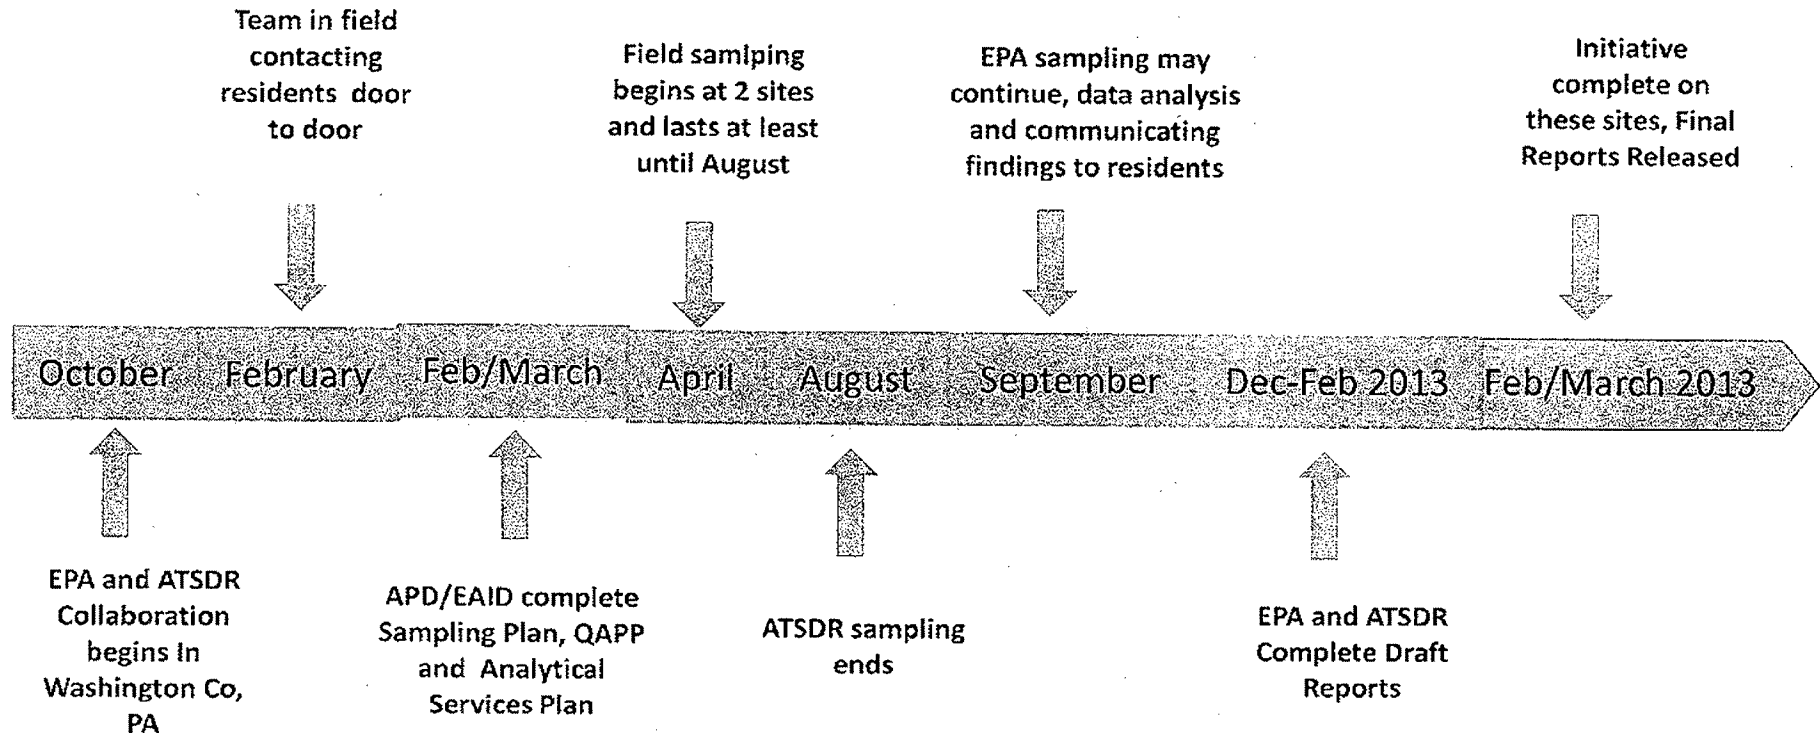 Team in field
contacting
residents door
to door
Field samlping
begins at 2 sites
and lasts at least
until August
EPA sampling may
continue, data analysis
and communicating
findings to residents
Initiative
complete on
these sites, Final
Reports Released
October
February
Feb/March
April
August
September
Dec-Feb 2013
Feb/March 2013
EPA and ATSDR
Collaboration
begins In
Washington Co,
PA
APD/EAID complete
Sampling Plan, QAPP
and Analytical
Services Plan
ATSDR sampling
ends
EPA and ATSDR
Complete Draft
Reports